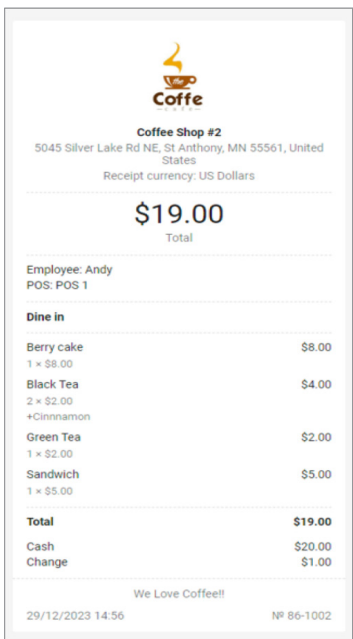 the
Coffe
cafe
Coffee Shop #2
5045 Silver Lake Rd NE, St Anthony, MN 55561, United
States
Receipt currency: US Dollars
$19.00
Total
Employee: Andy
POS: POS 1
Dine in
Berry cake $8.00
1 × $8.00
Black Tea $4.00
2 × $2.00
+Cinnnamon
Green Tea $2.00
1 × $2.00
Sandwich $5.00
1 × $5.00
Total $19.00
Cash $20.00
Change $1.00
We Love Coffee!!
29/12/2023 14:56 № 86-1002